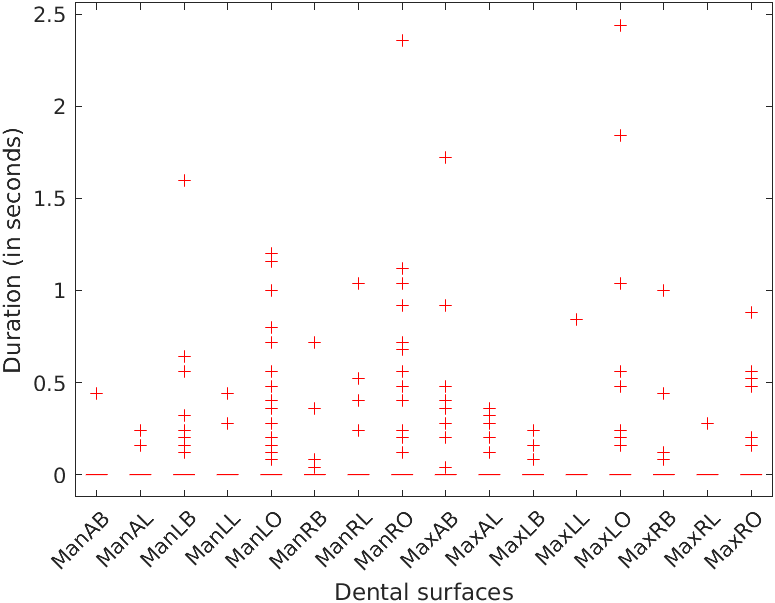 2.5
2
1.5
1
0.5
0
Duration (in seconds)
ManAB
ManAL
ManLB
ManLL
ManLO
ManRB
ManRL
ManRO
MaxAB
MaxAL
MaxLB
MaxLL
MaxLO
MaxRB
MaxRL
MaxRO
Dental surfaces